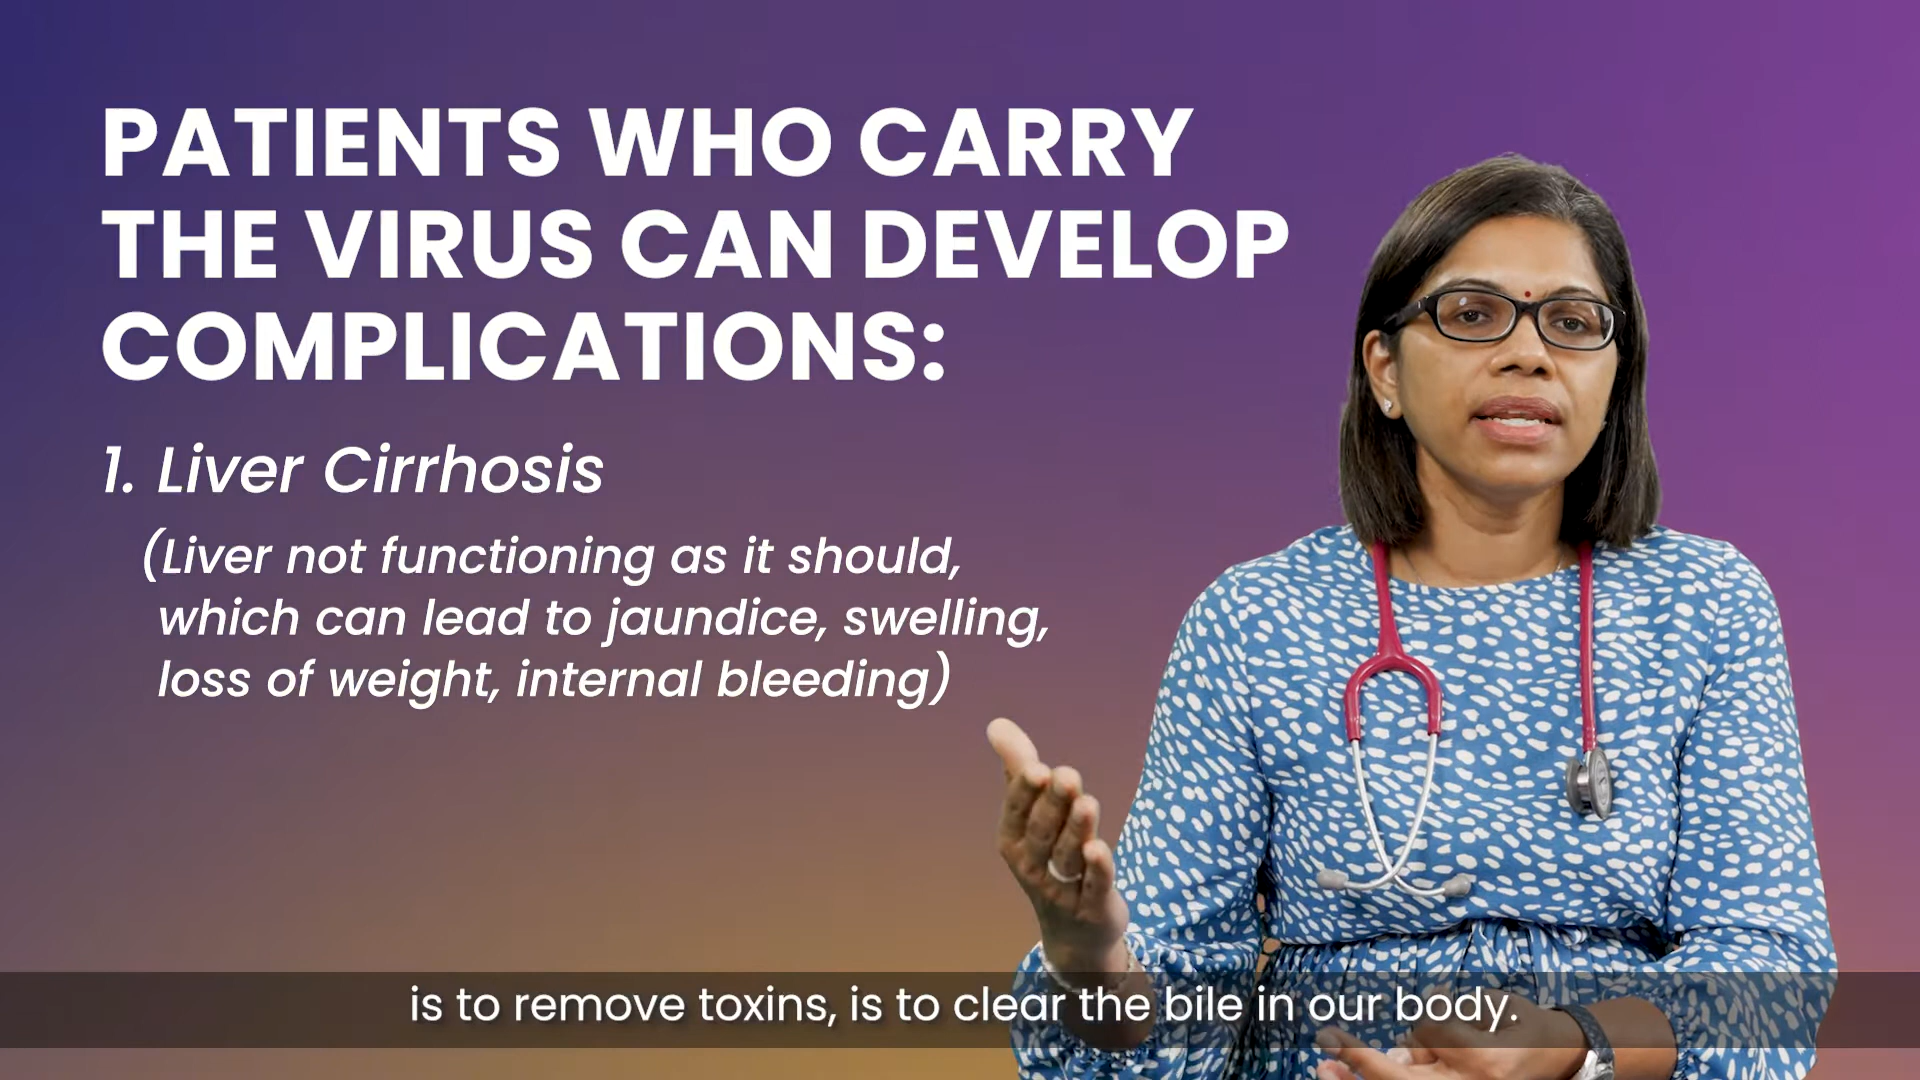 PATIENTS WHO CARRY
THE VIRUS CAN DEVELOP
COMPLICATIONS:
1. Liver Cirrhosis
(Liver not functioning as it should,
which can lead to jaundice, swelling,
loss of weight, internal bleeding)
is to remove toxins, is to clear the bile in our body.